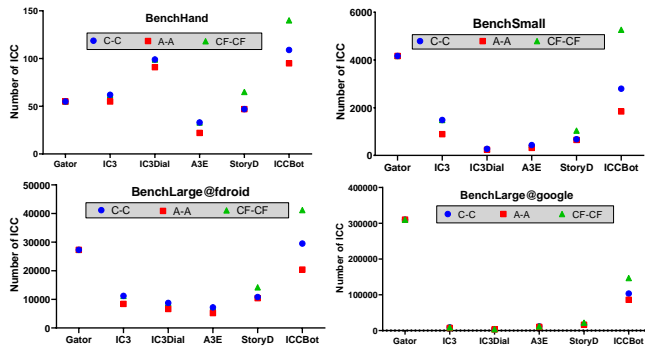 BenchHand
C-C A-A CF-CF
Number of ICC
150
100
50
0
Gator IC3 IC3Dial A3E StoryD ICCBot
BenchSmall
C-C A-A CF-CF
Number of ICC
6000
4000
2000
0
Gator IC3 IC3Dial A3E StoryD ICCBot
BenchLarge@fdroid
C-C A-A CF-CF
Number of ICC
50000
40000
30000
20000
10000
0
Gator IC3 IC3Dial A3E StoryD ICCBot
BenchLarge@google
C-C A-A CF-CF
Number of ICC
400000
300000
200000
100000
0
Gator IC3 IC3Dial A3E StoryD ICCBot